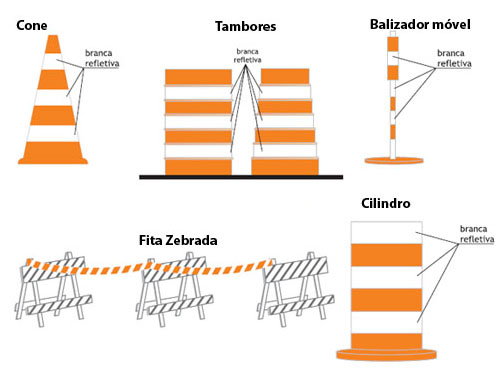 Cone
Tambores
Balizador móvel
branca
refletiva
branca
refletiva
branca
refletiva
Fita Zebrada
Cilindro
branca
refletiva